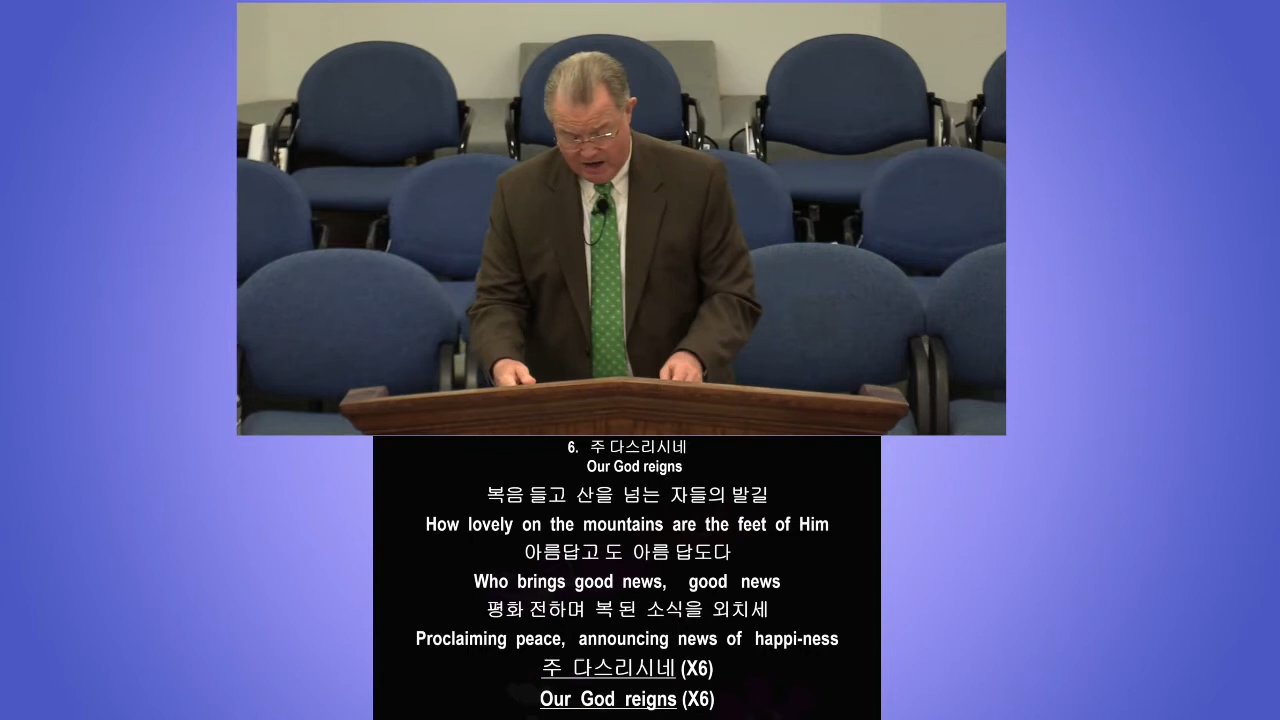 6. 주 다스리시네
Our God reigns
복음 들고 산을 넘는 자들의 발길
How lovely on the mountains are the feet of Him
아름답고 도 아름 답도다
Who brings good news, good news
평화 전하며 복 된 소식을 외치세
Proclaiming peace, announcing news of happi-ness
주 다스리시네 (X6)
Our God reigns (X6)